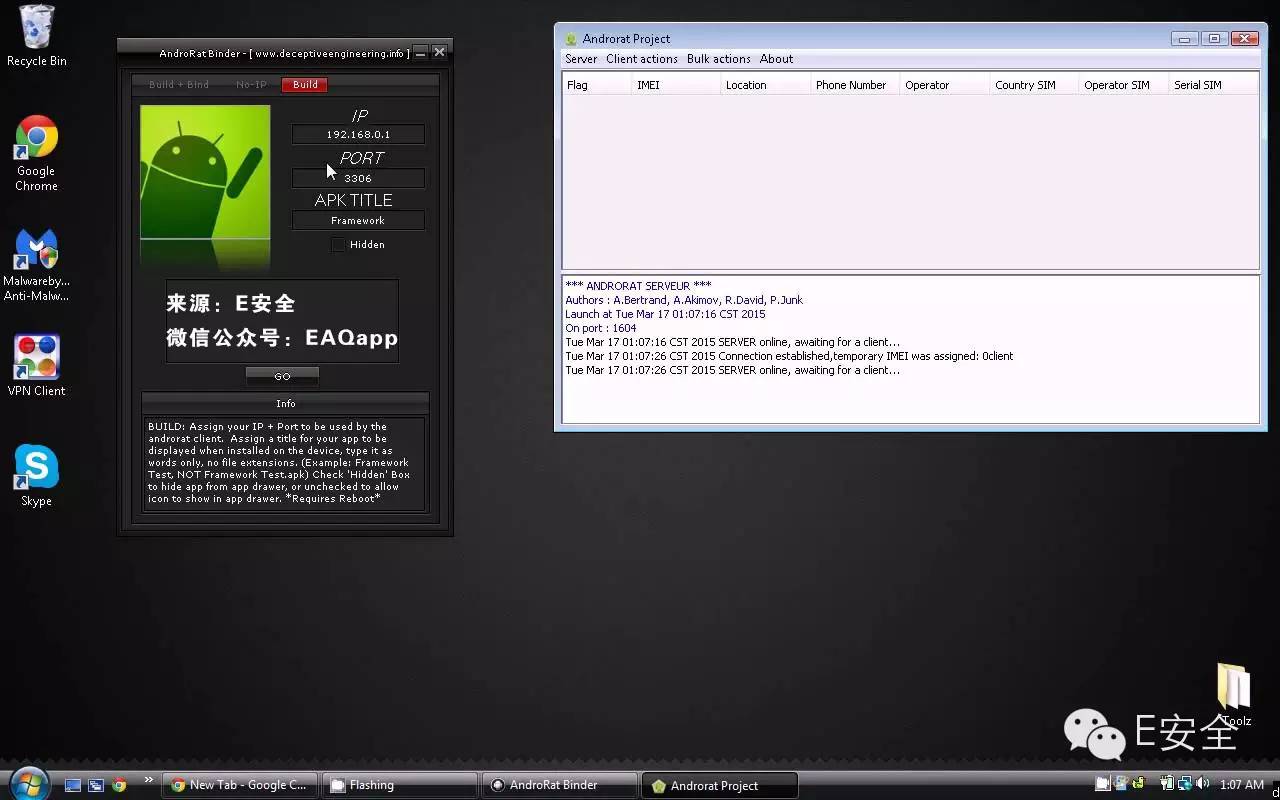 Recycle Bin
Google
Chrome
Malwareby...
Anti-Malw...
VPN Client
Skype
AndroRat Binder - [ www.deceptiveengineering.info ]
Build + Bind
No-IP
Build
IP
192.168.0.1
PORT
3306
APK TITLE
Framework
Hidden
来源：E安全
微信公众号：EAQapp
GO
Info
BUILD: Assign your IP + Port to be used by the
androrat client. Assign a title for your app to be
displayed when installed on the device, type it as
words only, no file extensions. (Example: Framework
Test, NOT Framework Test.apk) Check 'Hidden' Box
to hide app from app drawer, or unchecked to allow
icon to show in app drawer. *Requires Reboot*
Androrat Project
Server Client actions Bulk actions About
Flag IMEI Location Phone Number Operator Country SIM Operator SIM Serial SIM
*** ANDRORAT SERVEUR ***
Authors : A.Bertrand, A.Akimov, R.David, P.Junk
Launch at Tue Mar 17 01:07:16 CST 2015
On port : 1604
Tue Mar 17 01:07:16 CST 2015 SERVER online, awaiting for a client...
Tue Mar 17 01:07:26 CST 2015 Connection established,temporary IMEI was assigned: 0client
Tue Mar 17 01:07:26 CST 2015 SERVER online, awaiting for a client...
Toolz
E安全
New Tab - Google C...
Flashing
AndroRat Binder
Androrat Project
1:07 AM